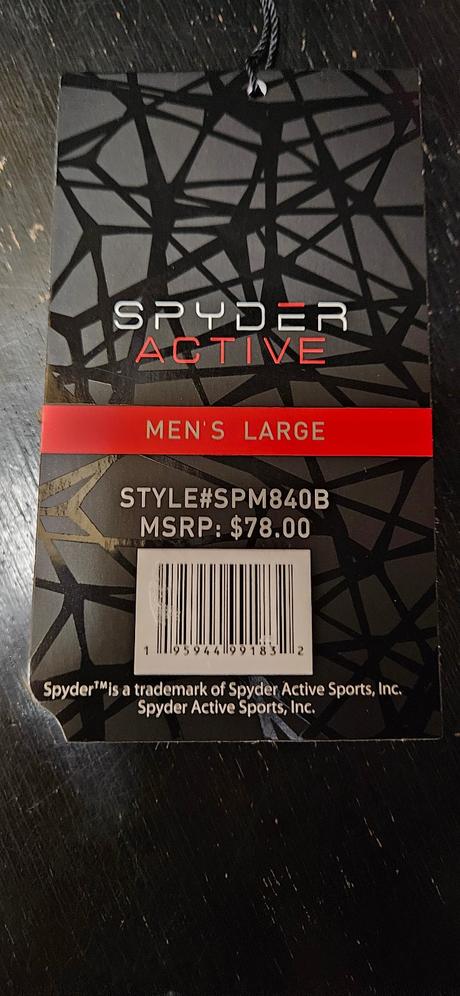 SPYDER
ACTIVE
MEN'S LARGE
STYLE#SPM840B
MSRP: $78.00
1 95944 99183 2
Spyder™is a trademark of Spyder Active Sports, Inc.
Spyder Active Sports, Inc.